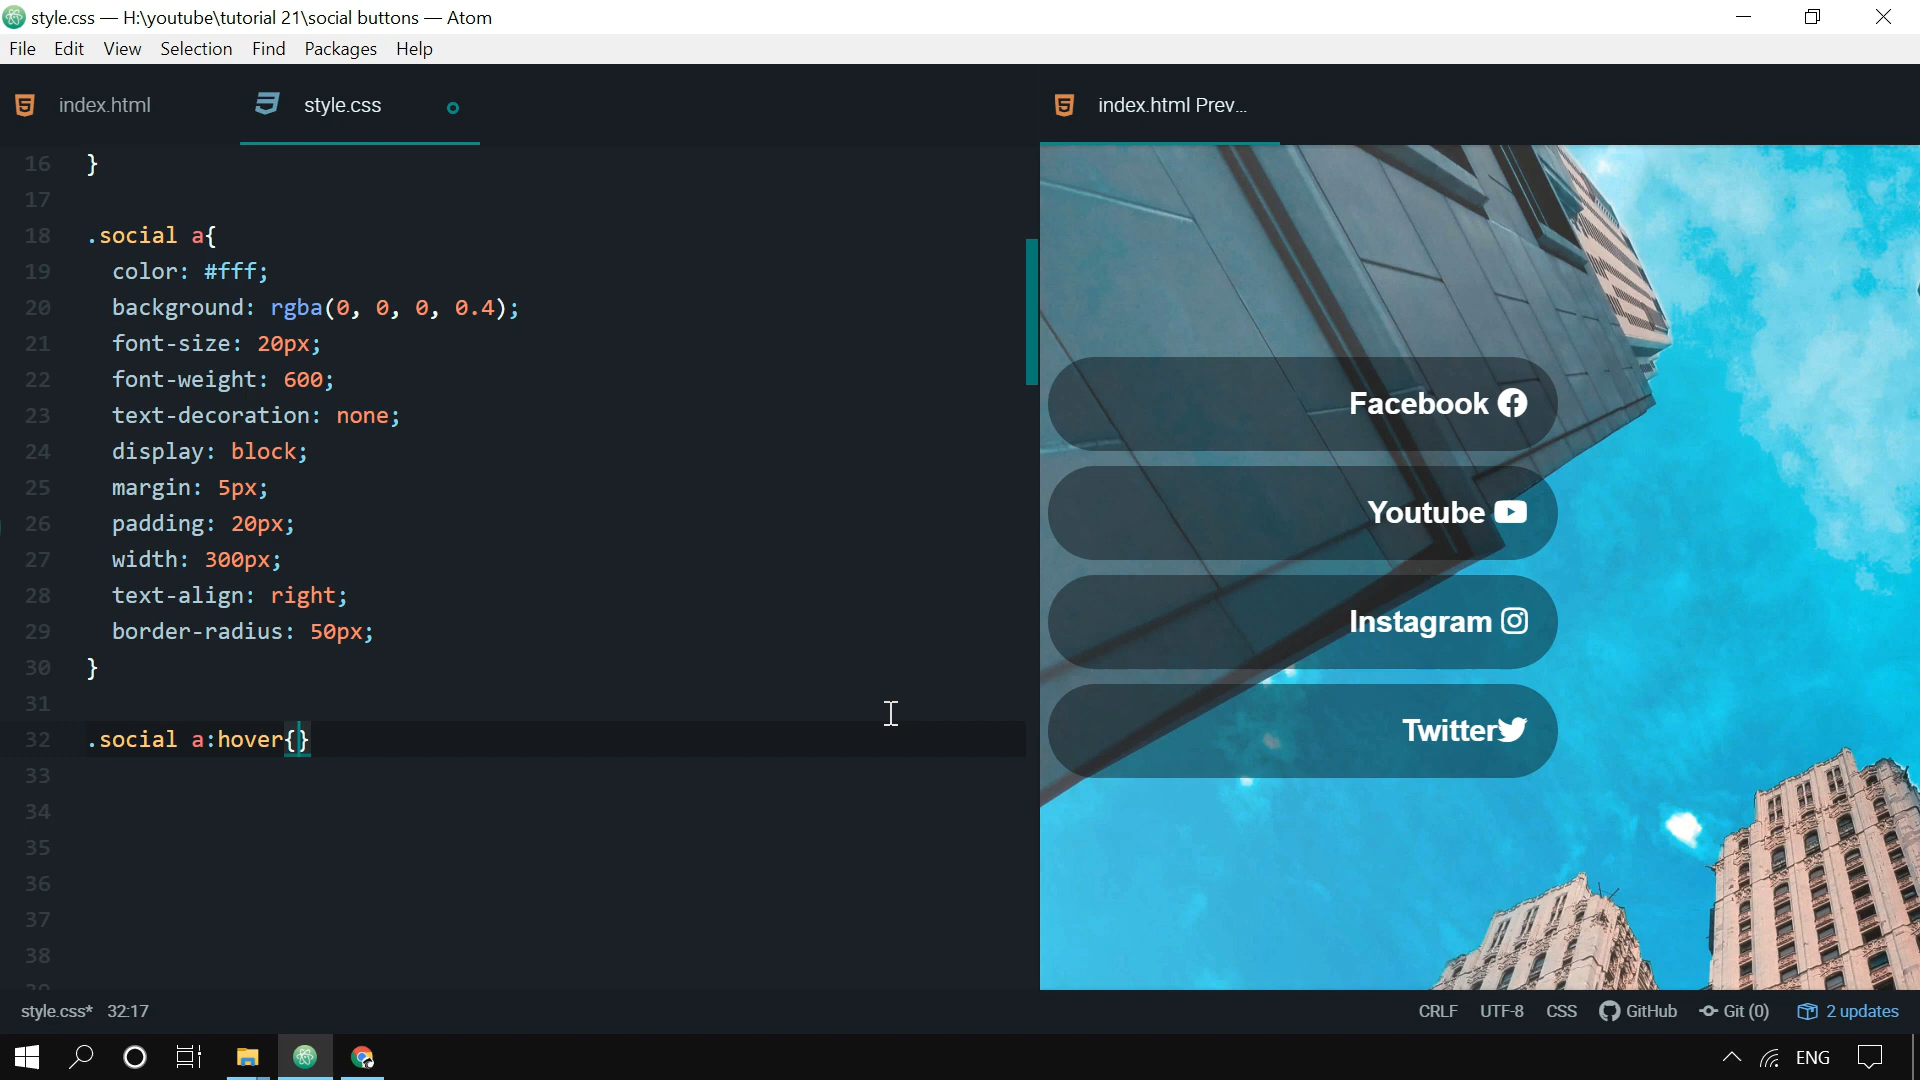 style.css — H:\youtube\tutorial 21\social buttons — Atom
File Edit View Selection Find Packages Help
index.html
style.css
index.html Prev...
16 }
17
18 .social a{
19 color: #fff;
20 background: rgba(0, 0, 0, 0.4);
21 font-size: 20px;
22 font-weight: 600;
23 text-decoration: none;
24 display: block;
25 margin: 5px;
26 padding: 20px;
27 width: 300px;
28 text-align: right;
29 border-radius: 50px;
30 }
31
32 .social a:hover{}
33
34
35
36
37
38
Facebook
Youtube
Instagram
Twitter
style.css* 32:17
CRLF UTF-8 CSS GitHub Git (0) 2 updates
ENG